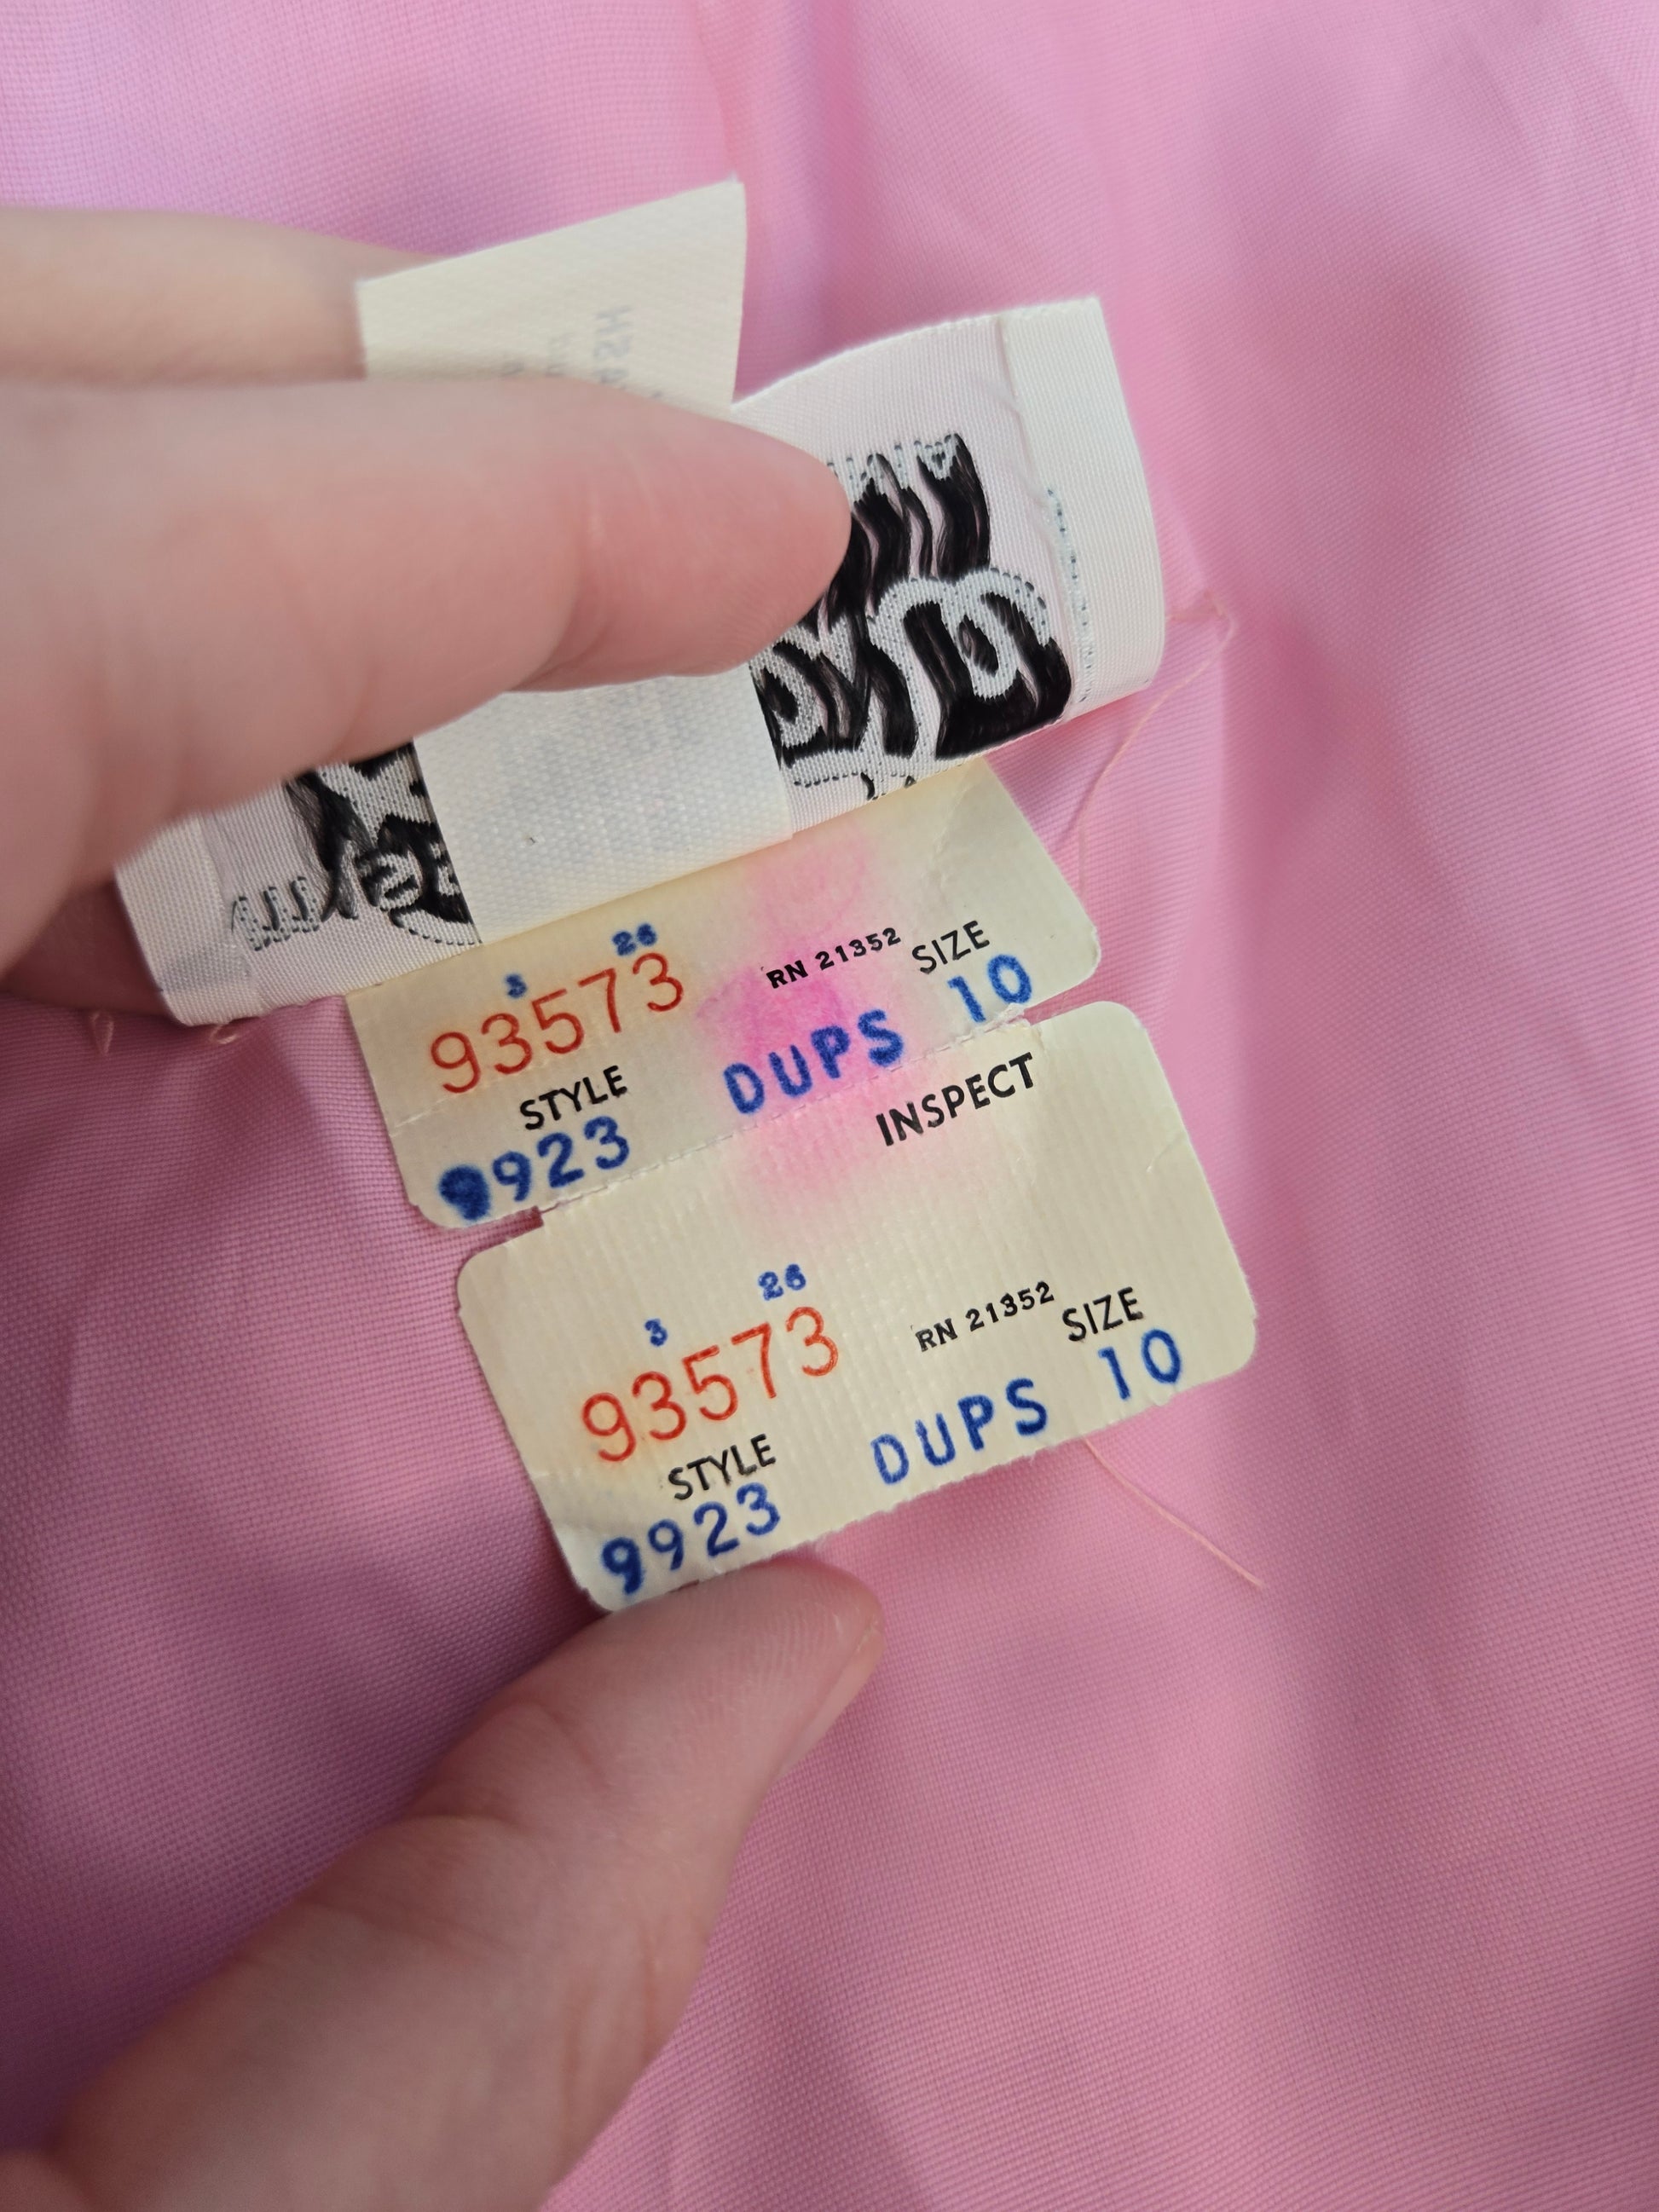 3 26
93573 RN 21352 SIZE
STYLE DUPS 10
9923
INSPECT
3 26
93573 RN 21352 SIZE
STYLE DUPS 10
9923